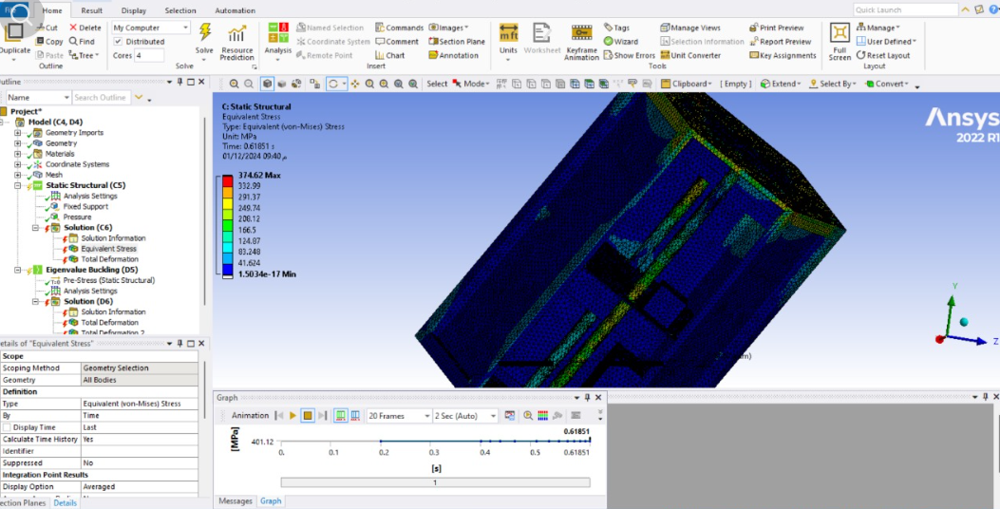 File Home Result Display Selection Automation Quick Launch
Cut Delete My Computer Named Selection Commands Images Tags Manage Views Print Preview Manage
Duplicate Copy Find Distributed Solve Resource Prediction Analysis Coordinate System Comment Section Plane Units Worksheet Keyframe Animation Wizard Selection Information Report Preview Full Screen User Defined
Paste Tree Cores 4 Remote Point Chart Annotation Show Errors Unit Converter Key Assignments Reset Layout
Outline Solve Insert Tools Layout
Outline
Select Mode Clipboard [ Empty ] Extend Select By Convert
Name Search Outline
Project*
Model (C4, D4)
Geometry Imports
Geometry
Materials
Coordinate Systems
Mesh
Static Structural (C5)
Analysis Settings
Fixed Support
Pressure
Solution (C6)
Solution Information
Equivalent Stress
Total Deformation
Eigenvalue Buckling (D5)
Pre-Stress (Static Structural)
Analysis Settings
Solution (D6)
Solution Information
Total Deformation
Total Deformation 2
C: Static Structural
Equivalent Stress
Type: Equivalent (von-Mises) Stress
Unit: MPa
Time: 0.61851 s
01/12/2024 09:40 م
374.62 Max
332.99
291.37
249.74
208.12
166.5
124.87
83.248
41.624
1.5034e-17 Min
Ansys
2022 R1
Y
Z
Details of "Equivalent Stress"
Scope
Scoping Method Geometry Selection
Geometry All Bodies
Definition
Type Equivalent (von-Mises) Stress
By Time
Display Time Last
Calculate Time History Yes
Identifier
Suppressed No
Integration Point Results
Display Option Averaged
Section Planes Details
Graph
Animation 20 Frames 2 Sec (Auto)
0.61851
[MPa]
401.12
0. 0.1 0.2 0.3 0.4 0.5 0.61851
[s]
1
Messages Graph